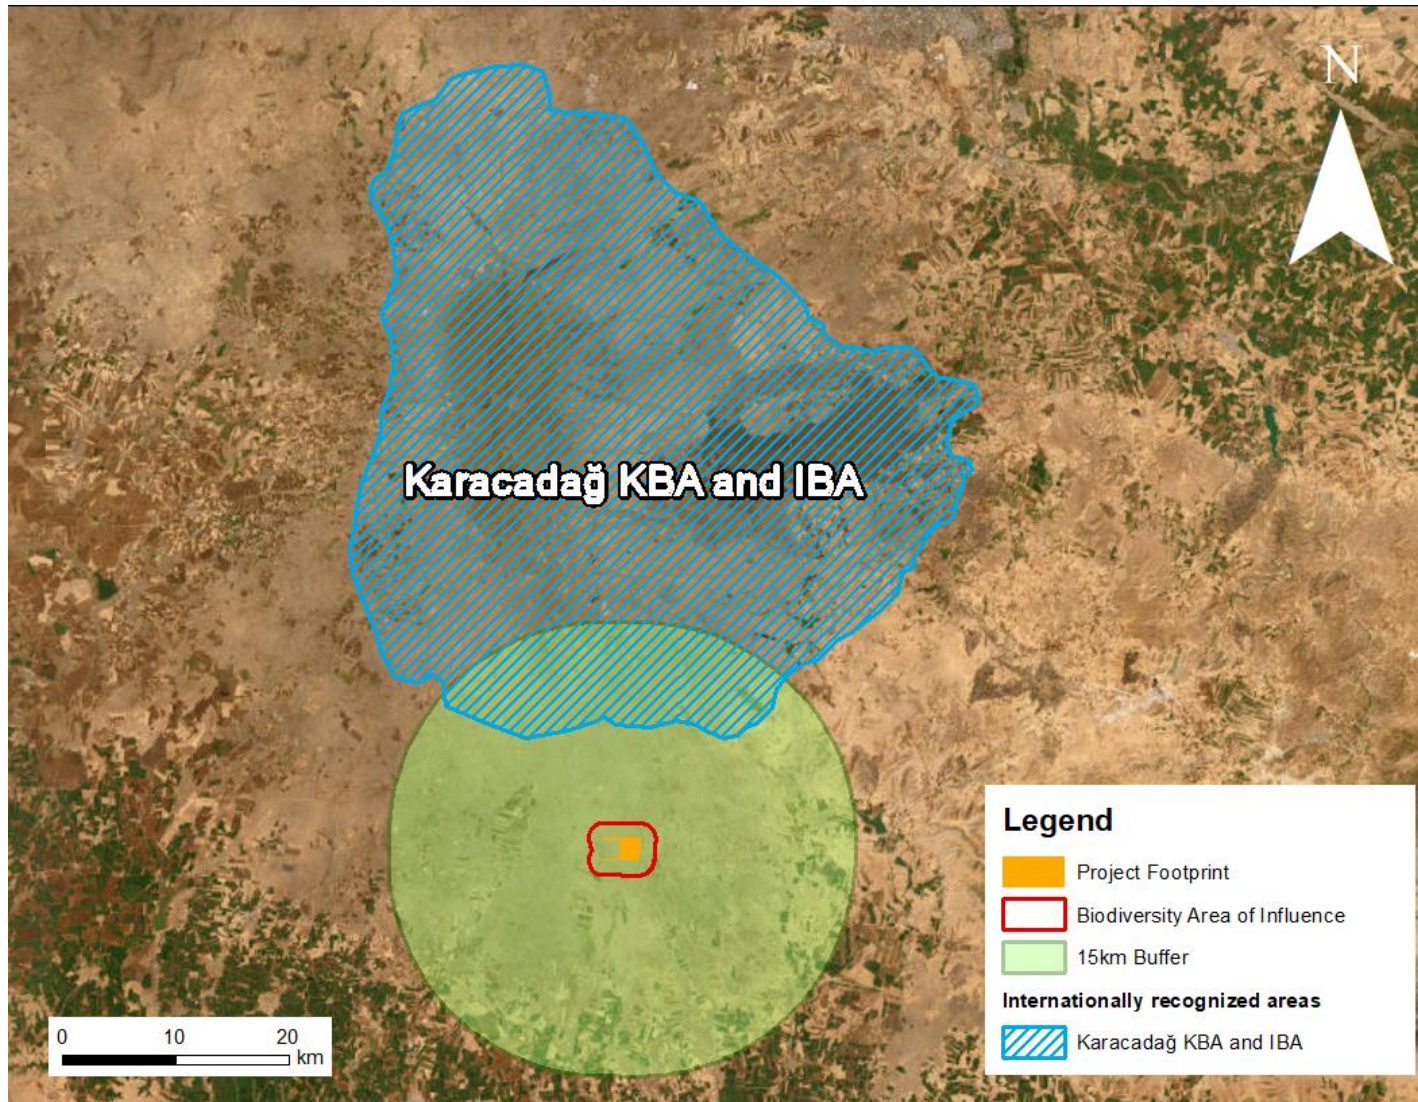 N
Karacadağ KBA and IBA
Legend
Project Footprint
Biodiversity Area of Influence
15km Buffer
Internationally recognized areas
Karacadağ KBA and IBA
0 10 20
km